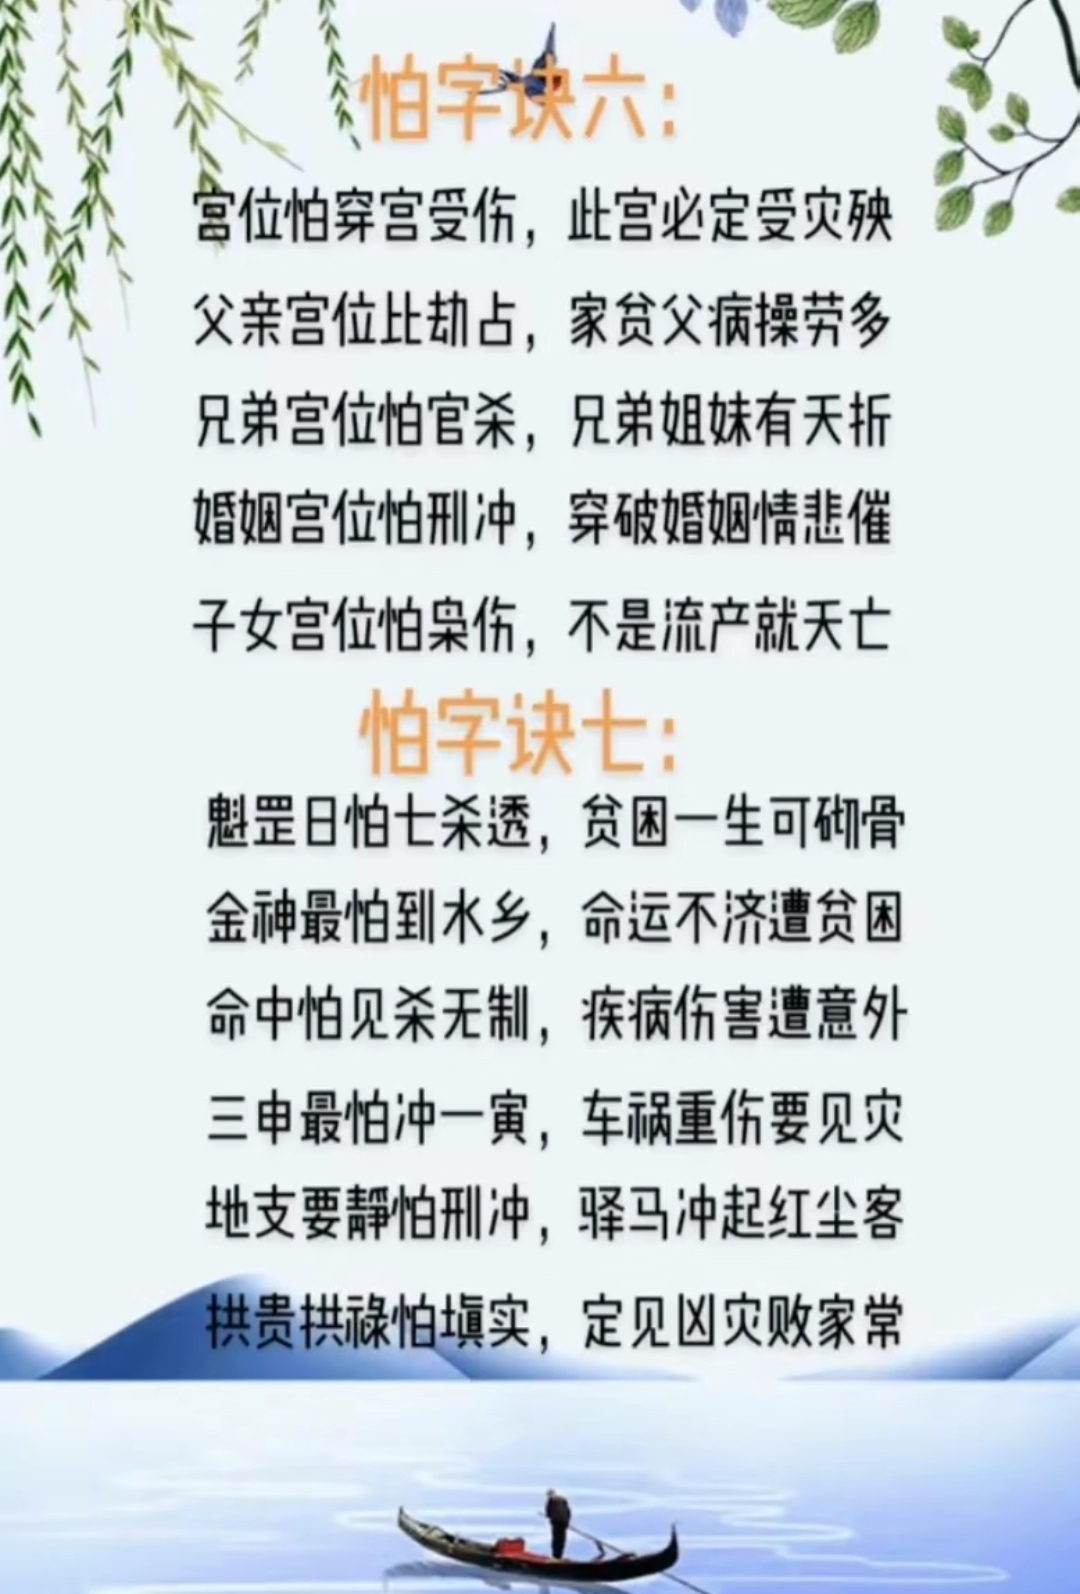 怕字诀六：
宫位怕穿宫受伤，此宫必定受灾殃
父亲宫位比劫占，家贫父病操劳多
兄弟宫位怕官杀，兄弟姐妹有夭折
婚姻宫位怕刑冲，穿破婚姻情悲催
子女宫位怕枭伤，不是流产就夭亡
怕字诀七：
魁罡日怕七杀透，贫困一生可砌骨
金神最怕到水乡，命运不济遭贫困
命中怕见杀无制，疾病伤害遭意外
三申最怕冲一寅，车祸重伤要见灾
地支要靜怕刑冲，驿马冲起红尘客
拱贵拱祿怕塡实，定见凶灾败家常